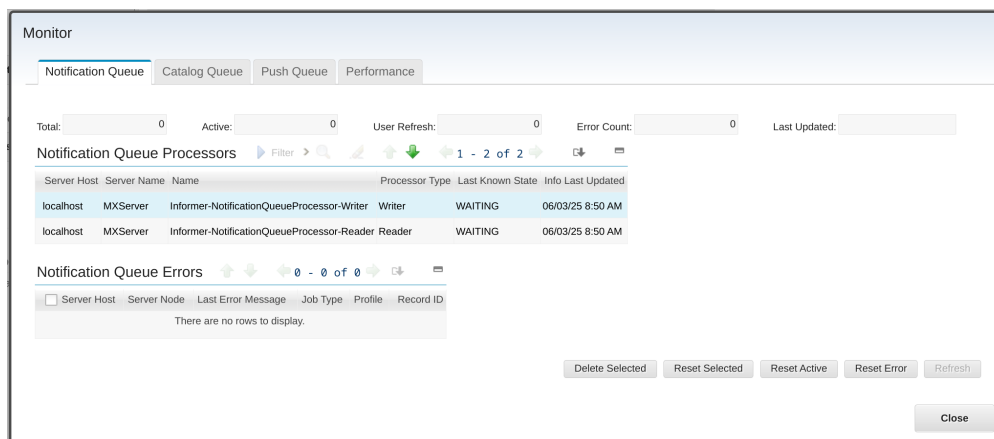 Monitor
Notification Queue Catalog Queue Push Queue Performance
Total: 0 Active: 0 User Refresh: 0 Error Count: 0 Last Updated:
Notification Queue Processors Filter 1 - 2 of 2
Server Host Server Name Name Processor Type Last Known State Info Last Updated
localhost MXServer Informer-NotificationQueueProcessor-Writer Writer WAITING 06/03/25 8:50 AM
localhost MXServer Informer-NotificationQueueProcessor-Reader Reader WAITING 06/03/25 8:50 AM
Notification Queue Errors 0 - 0 of 0
Server Host Server Node Last Error Message Job Type Profile Record ID
There are no rows to display.
Delete Selected Reset Selected Reset Active Reset Error Refresh
Close